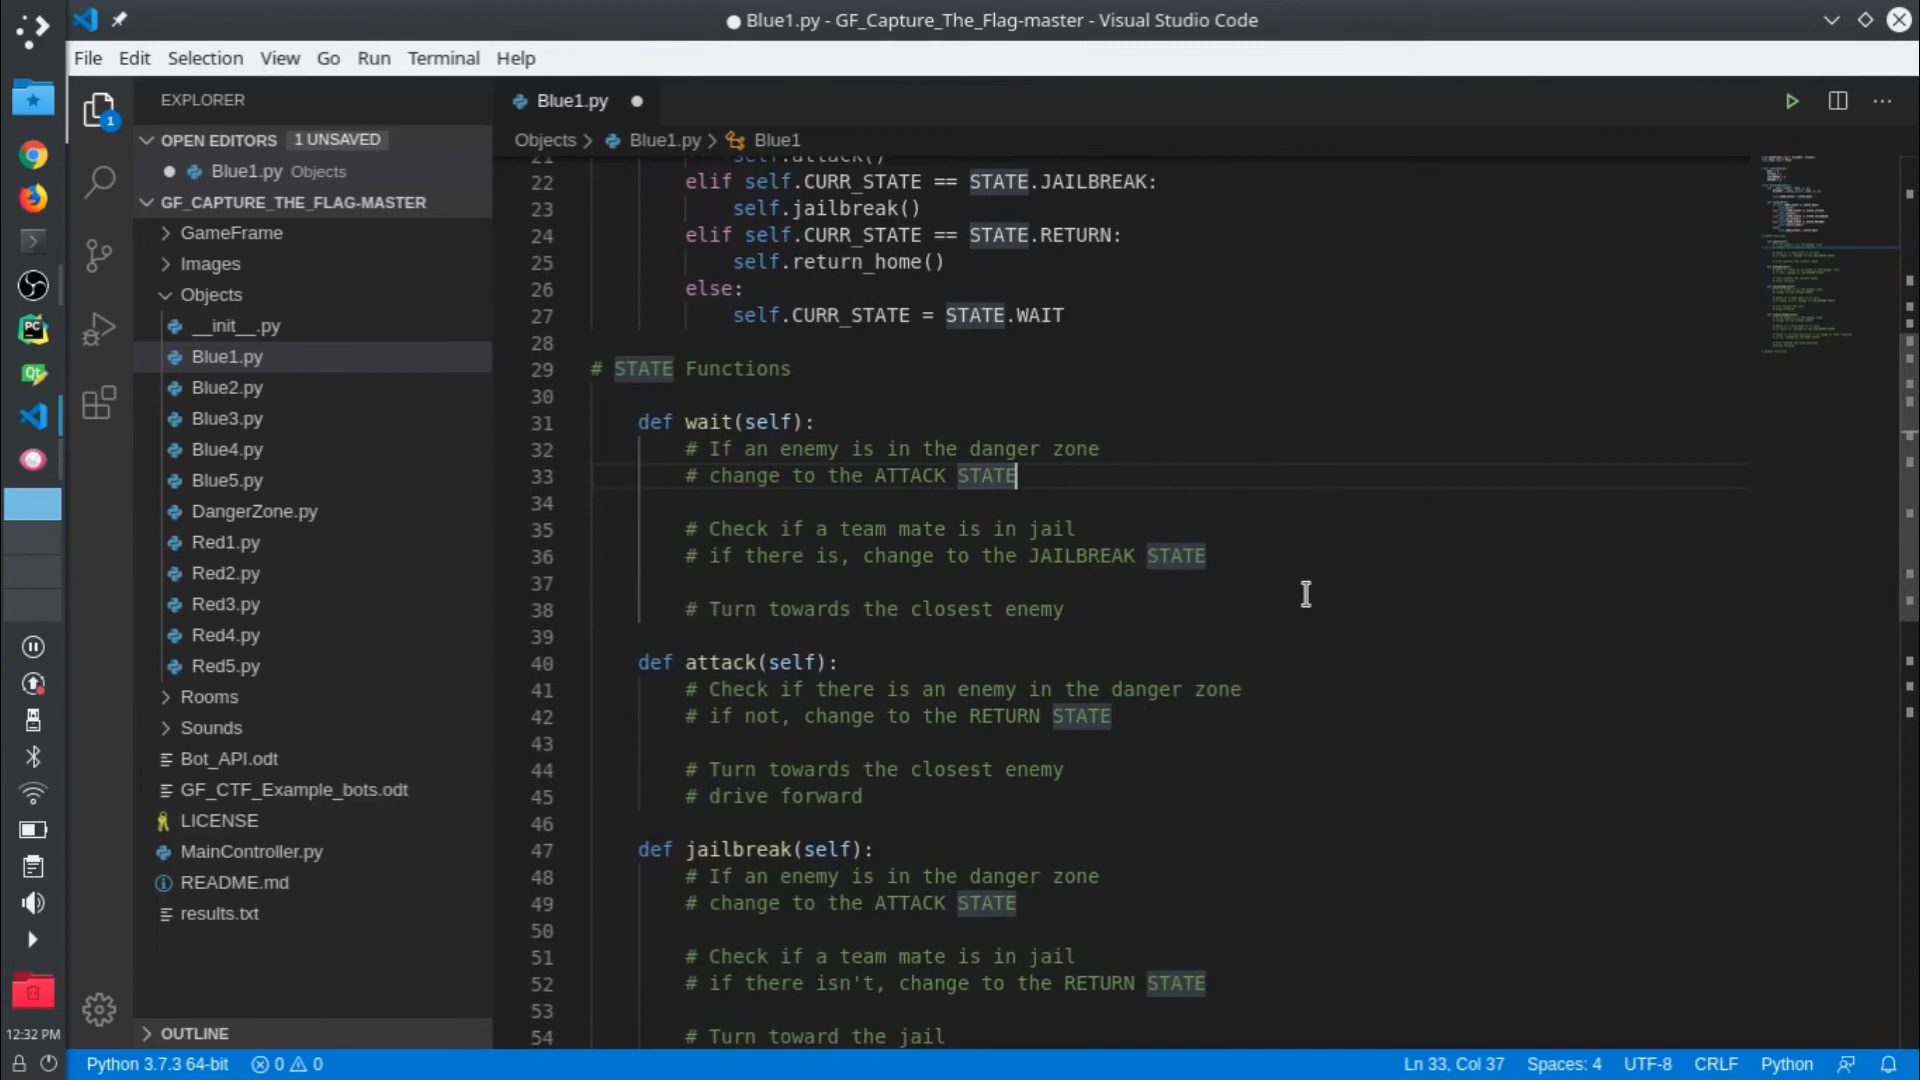 Blue1.py - GF_Capture_The_Flag-master - Visual Studio Code
File Edit Selection View Go Run Terminal Help
EXPLORER
OPEN EDITORS 1 UNSAVED
Blue1.py Objects
GF_CAPTURE_THE_FLAG-MASTER
GameFrame
Images
Objects
__init__.py
Blue1.py
Blue2.py
Blue3.py
Blue4.py
Blue5.py
DangerZone.py
Red1.py
Red2.py
Red3.py
Red4.py
Red5.py
Rooms
Sounds
Bot_API.odt
GF_CTF_Example_bots.odt
LICENSE
MainController.py
README.md
results.txt
OUTLINE
1
PC
Qt
12:32 PM
Blue1.py
Objects > Blue1.py > Blue1
21 self.attack()
22 elif self.CURR_STATE == STATE.JAILBREAK:
23 self.jailbreak()
24 elif self.CURR_STATE == STATE.RETURN:
25 self.return_home()
26 else:
27 self.CURR_STATE = STATE.WAIT
28
29 # STATE Functions
30
31 def wait(self):
32 # If an enemy is in the danger zone
33 # change to the ATTACK STATE
34
35 # Check if a team mate is in jail
36 # if there is, change to the JAILBREAK STATE
37
38 # Turn towards the closest enemy
39
40 def attack(self):
41 # Check if there is an enemy in the danger zone
42 # if not, change to the RETURN STATE
43
44 # Turn towards the closest enemy
45 # drive forward
46
47 def jailbreak(self):
48 # If an enemy is in the danger zone
49 # change to the ATTACK STATE
50
51 # Check if a team mate is in jail
52 # if there isn't, change to the RETURN STATE
53
54 # Turn toward the jail
Python 3.7.3 64-bit 0 0 Ln 33, Col 37 Spaces: 4 UTF-8 CRLF Python